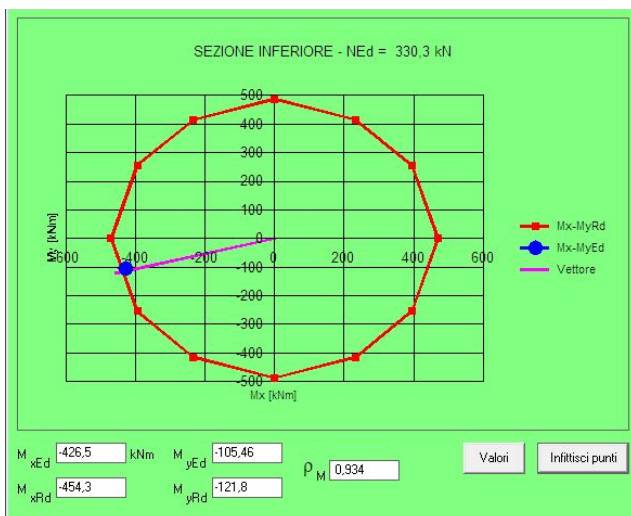 SEZIONE INFERIORE - NEd = 330,3 kN
500
400
300
200
100
0
-100
-200
-300
-400
-500
-600
-400
-200
0
200
400
600
My [kNm]
Mx [kNm]
Mx-MyRd
Mx-MyEd
Vettore
M xEd -426,5 kNm M yEd -105,46
ρ M 0,934
Valori
Infittisci punti
M xRd -454,3 M yRd -121,8